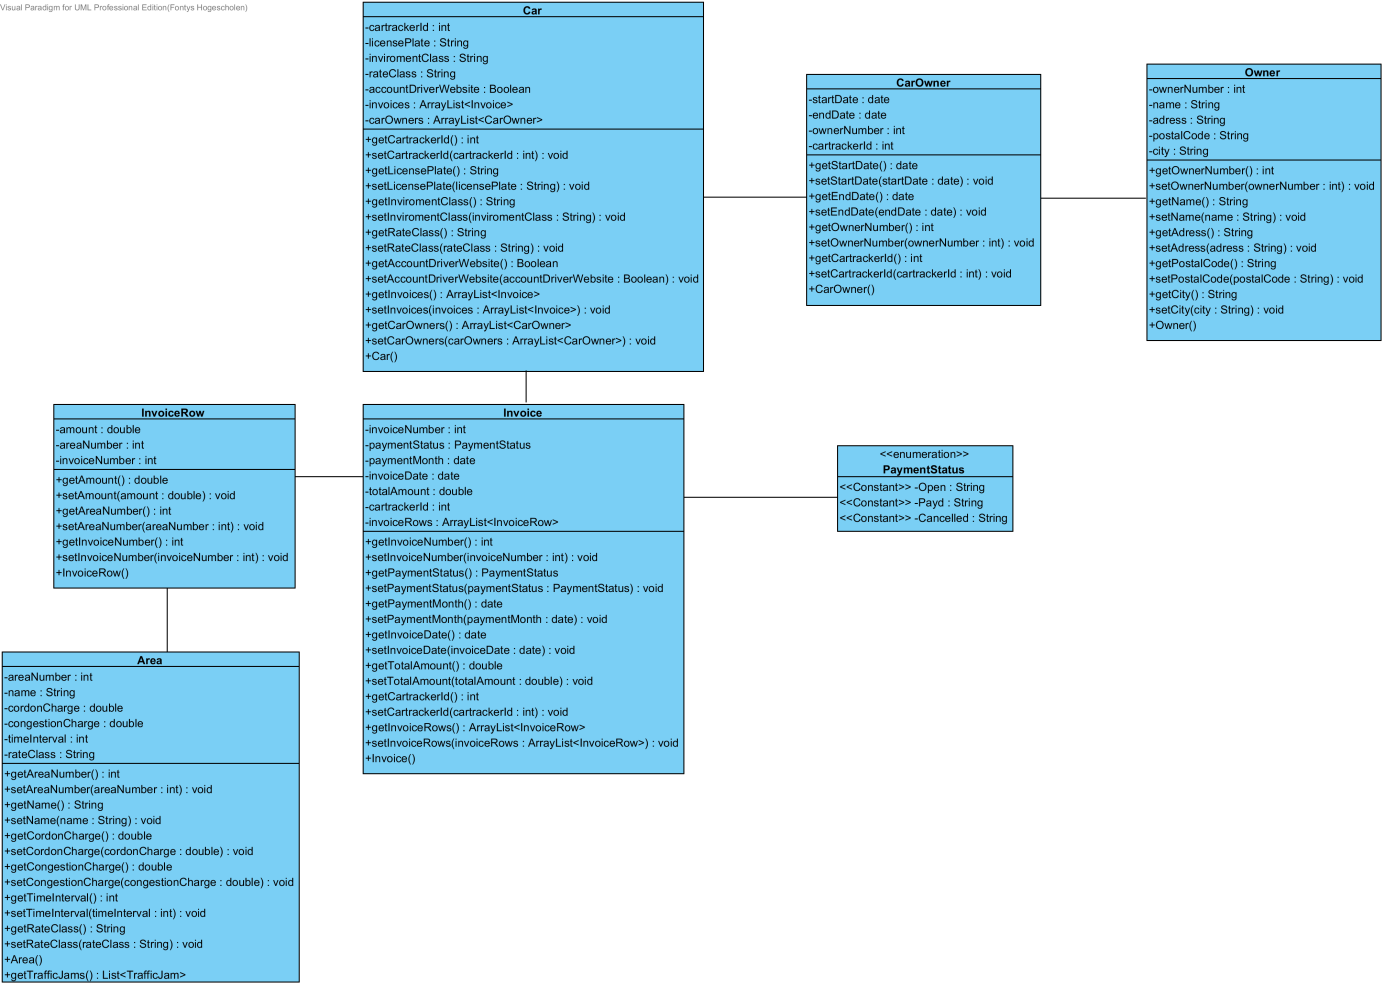 Visual Paradigm for UML Professional Edition(Fontys Hogescholen)
Car
-cartrackerId : int
-licensePlate : String
-inviromentClass : String
-rateClass : String
-accountDriverWebsite : Boolean
-invoices : ArrayList<Invoice>
-carOwners : ArrayList<CarOwner>
+getCartrackerId() : int
+setCartrackerId(cartrackerId : int) : void
+getLicensePlate() : String
+setLicensePlate(licensePlate : String) : void
+getInviromentClass() : String
+setInviromentClass(inviromentClass : String) : void
+getRateClass() : String
+setRateClass(rateClass : String) : void
+getAccountDriverWebsite() : Boolean
+setAccountDriverWebsite(accountDriverWebsite : Boolean) : void
+getInvoices() : ArrayList<Invoice>
+setInvoices(invoices : ArrayList<Invoice>) : void
+getCarOwners() : ArrayList<CarOwner>
+setCarOwners(carOwners : ArrayList<CarOwner>) : void
+Car()
CarOwner
-startDate : date
-endDate : date
-ownerNumber : int
-cartrackerId : int
+getStartDate() : date
+setStartDate(startDate : date) : void
+getEndDate() : date
+setEndDate(endDate : date) : void
+getOwnerNumber() : int
+setOwnerNumber(ownerNumber : int) : void
+getCartrackerId() : int
+setCartrackerId(cartrackerId : int) : void
+CarOwner()
Owner
-ownerNumber : int
-name : String
-adress : String
-postalCode : String
-city : String
+getOwnerNumber() : int
+setOwnerNumber(ownerNumber : int) : void
+getName() : String
+setName(name : String) : void
+getAdress() : String
+setAdress(adress : String) : void
+getPostalCode() : String
+setPostalCode(postalCode : String) : void
+getCity() : String
+setCity(city : String) : void
+Owner()
InvoiceRow
-amount : double
-areaNumber : int
-invoiceNumber : int
+getAmount() : double
+setAmount(amount : double) : void
+getAreaNumber() : int
+setAreaNumber(areaNumber : int) : void
+getInvoiceNumber() : int
+setInvoiceNumber(invoiceNumber : int) : void
+InvoiceRow()
Invoice
-invoiceNumber : int
-paymentStatus : PaymentStatus
-paymentMonth : date
-invoiceDate : date
-totalAmount : double
-cartrackerId : int
-invoiceRows : ArrayList<InvoiceRow>
+getInvoiceNumber() : int
+setInvoiceNumber(invoiceNumber : int) : void
+getPaymentStatus() : PaymentStatus
+setPaymentStatus(paymentStatus : PaymentStatus) : void
+getPaymentMonth() : date
+setPaymentMonth(paymentMonth : date) : void
+getInvoiceDate() : date
+setInvoiceDate(invoiceDate : date) : void
+getTotalAmount() : double
+setTotalAmount(totalAmount : double) : void
+getCartrackerId() : int
+setCartrackerId(cartrackerId : int) : void
+getInvoiceRows() : ArrayList<InvoiceRow>
+setInvoiceRows(invoiceRows : ArrayList<InvoiceRow>) : void
+Invoice()
<<enumeration>>
PaymentStatus
<<Constant>> -Open : String
<<Constant>> -Payd : String
<<Constant>> -Cancelled : String
Area
-areaNumber : int
-name : String
-cordonCharge : double
-congestionCharge : double
-timeInterval : int
-rateClass : String
+getAreaNumber() : int
+setAreaNumber(areaNumber : int) : void
+getName() : String
+setName(name : String) : void
+getCordonCharge() : double
+setCordonCharge(cordonCharge : double) : void
+getCongestionCharge() : double
+setCongestionCharge(congestionCharge : double) : void
+getTimeInterval() : int
+setTimeInterval(timeInterval : int) : void
+getRateClass() : String
+setRateClass(rateClass : String) : void
+Area()
+getTrafficJams() : List<TrafficJam>